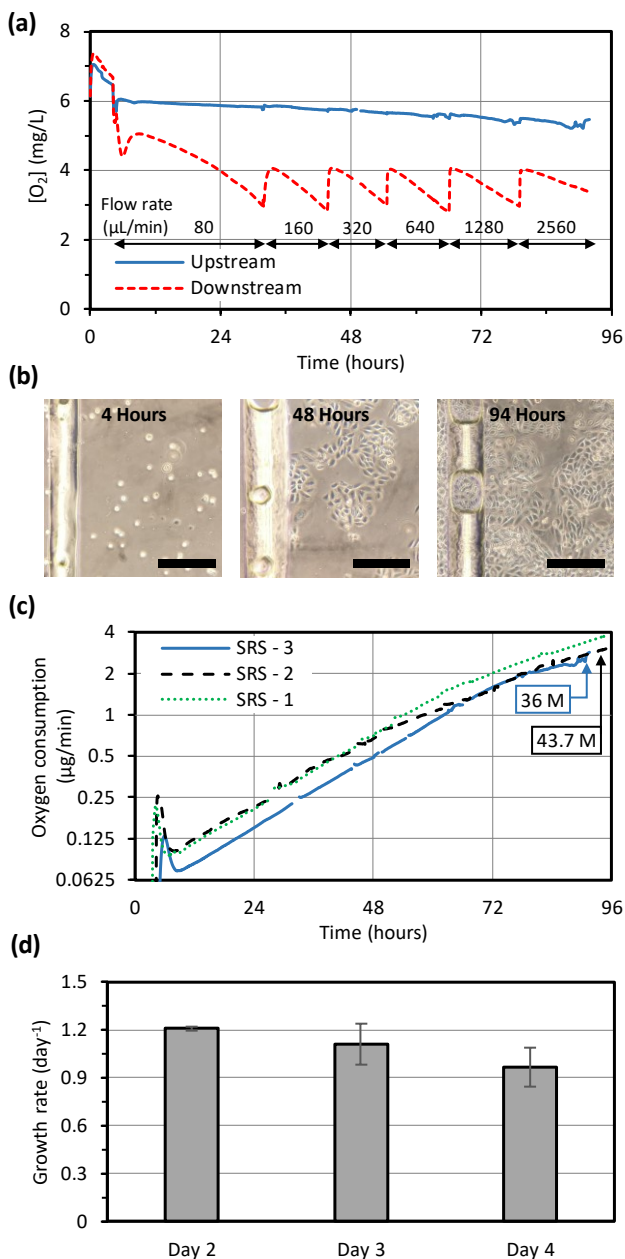 (a)
8
6
4
2
0
[O₂] (mg/L)
Flow rate
(µL/min)
80
160
320
640
1280
2560
Upstream
Downstream
0
24
48
72
96
Time (hours)
(b)
4 Hours
48 Hours
94 Hours
(c)
4
2
1
0.5
0.25
0.125
0.0625
Oxygen consumption
(µg/min)
SRS - 3
SRS - 2
SRS - 1
36 M
43.7 M
0
24
48
72
96
Time (hours)
(d)
1.5
1.2
0.9
0.6
0.3
0
Growth rate (day⁻¹)
Day 2
Day 3
Day 4